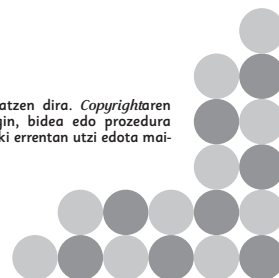 atzen dira. Copyrightaren
gin, bidea edo prozedura
ki errentan utzi edota mai-